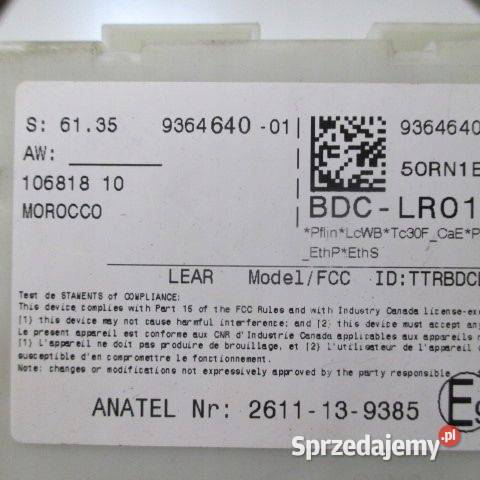 S: 61.35 9364640-01 9364640
AW:
50RN1E
106818 10
MOROCCO
BDC-LR01
*Pfljn*LcWB*Tc30F_CaE*P
_EthP*EthS
LEAR Model/FCC ID:TTRBDCL
Test de STAMENTS of COMPLIANCE:
This device complies with Part 15 of the FCC Rules and with Industry Canada license-ex
[1) this device may not cause harmful interference; and [2) this device must accept any
Le present appareil est conforme aux CNR d'Industrie Canada applicables aux appareils
[1) L'appareil ne doit pas produire de brouillage, et [2) l'utilisateur de l'appareil d
susceptible d'en compromettre le fonctionnement.
Note: changes or modifications not expressively approved by the party responsible
ANATEL Nr: 2611-13-9385
E
Sprzedajemy.pl